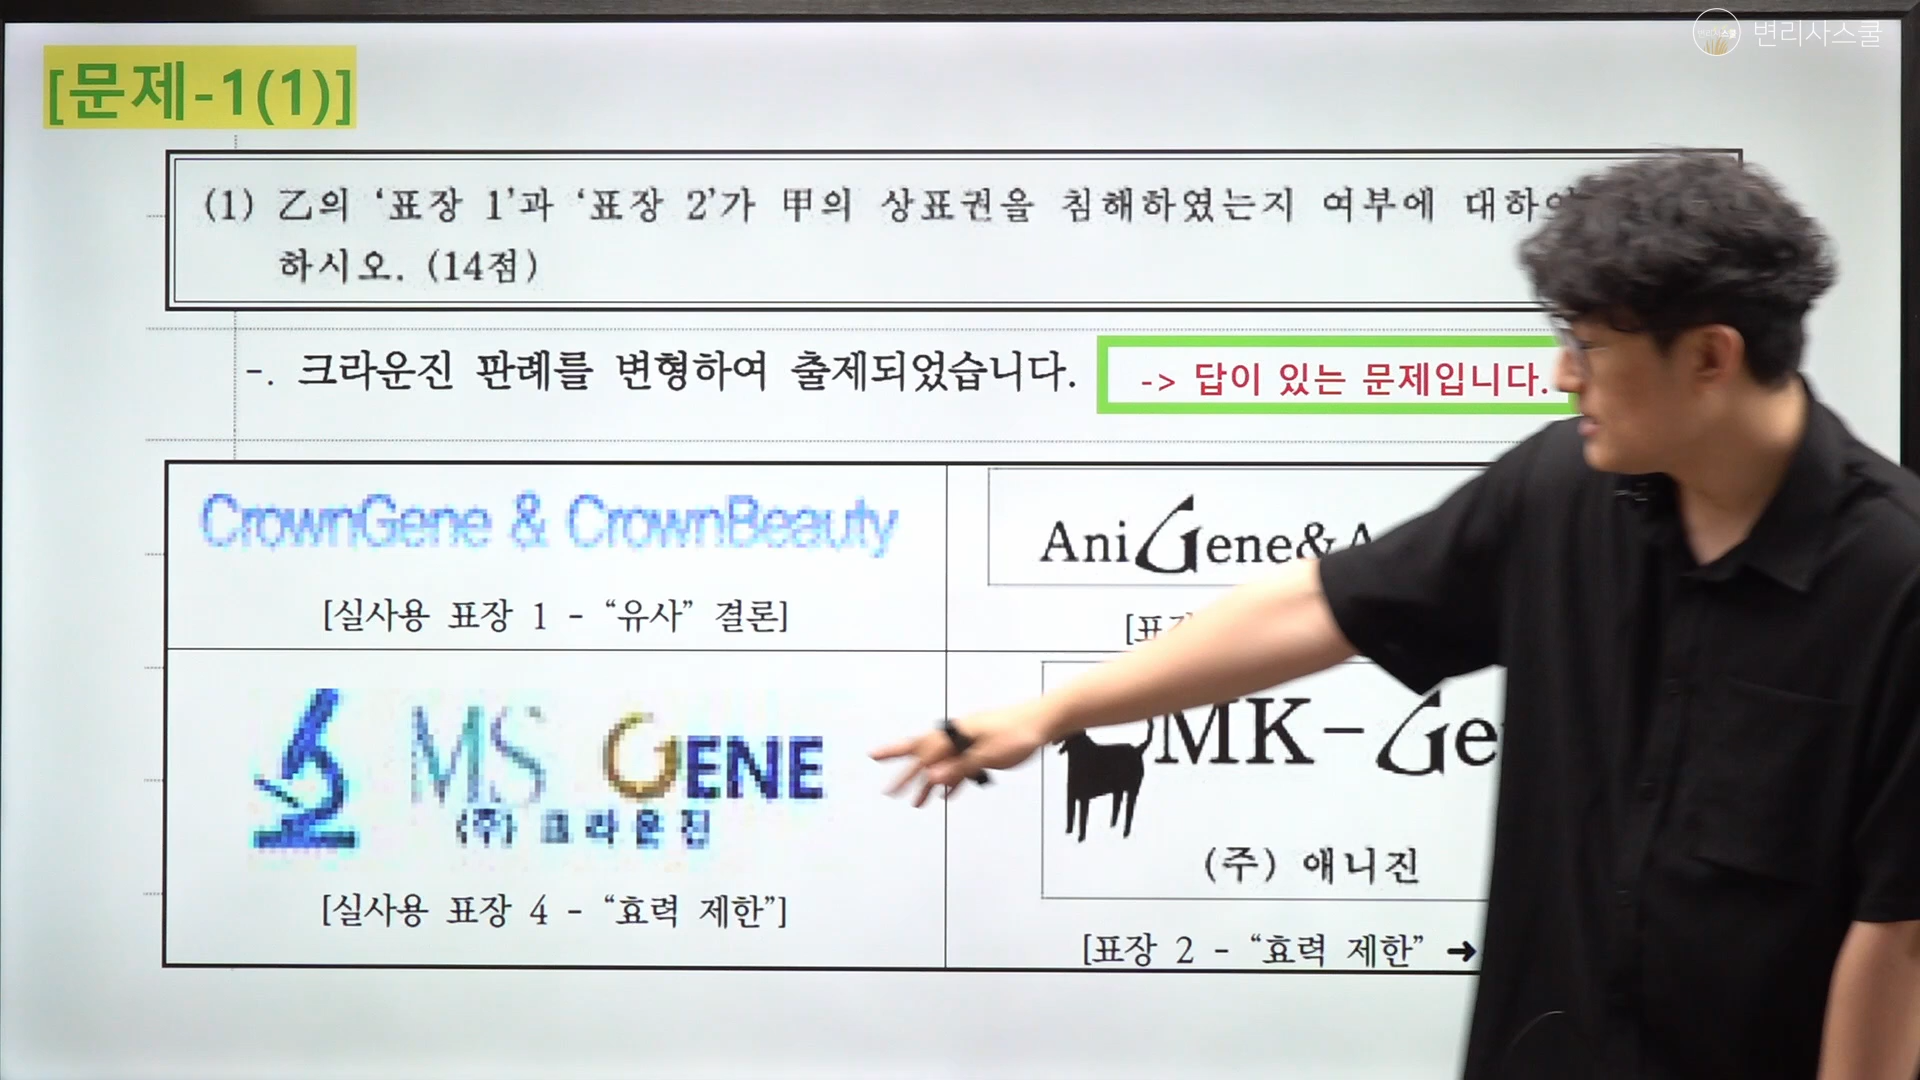 변리사스쿨
[문제-1(1)]
(1) 乙의 ‘표장 1’과 ‘표장 2’가 甲의 상표권을 침해하였는지 여부에
하시오. (14점)
-. 크라운진 판례를 변형하여 출제되었습니다.
-> 답이 있는 문제입니다.
CrownGene & CrownBeauty
[실사용 표장 1 - “유사” 결론]
AniGene&
MS GENE
(주) 크라운진
[실사용 표장 4 - “효력 제한”]
MK-Ge
(주) 애니진
[표장 2 - “효력 제한” ➜